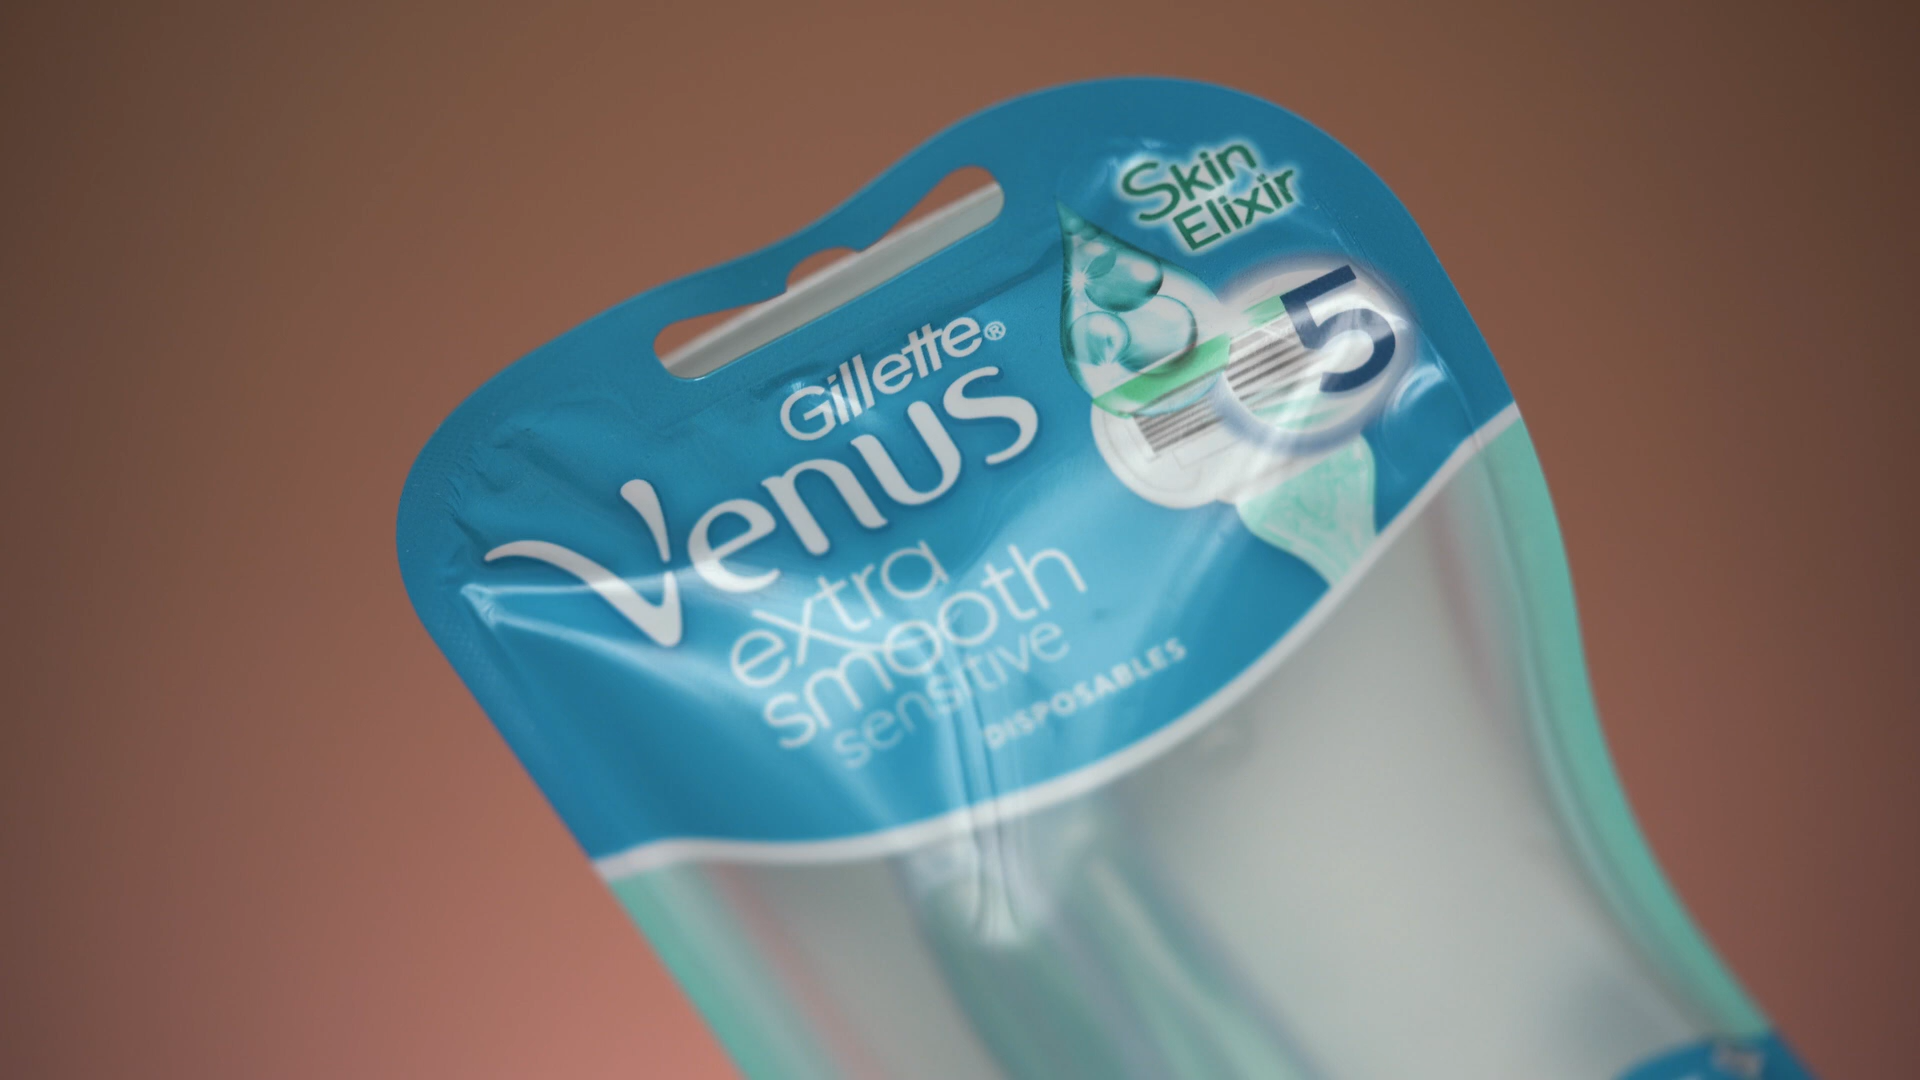 Skin
Elixir
5
Gillette®
Venus
extra
smooth
sensitive
DISPOSABLES